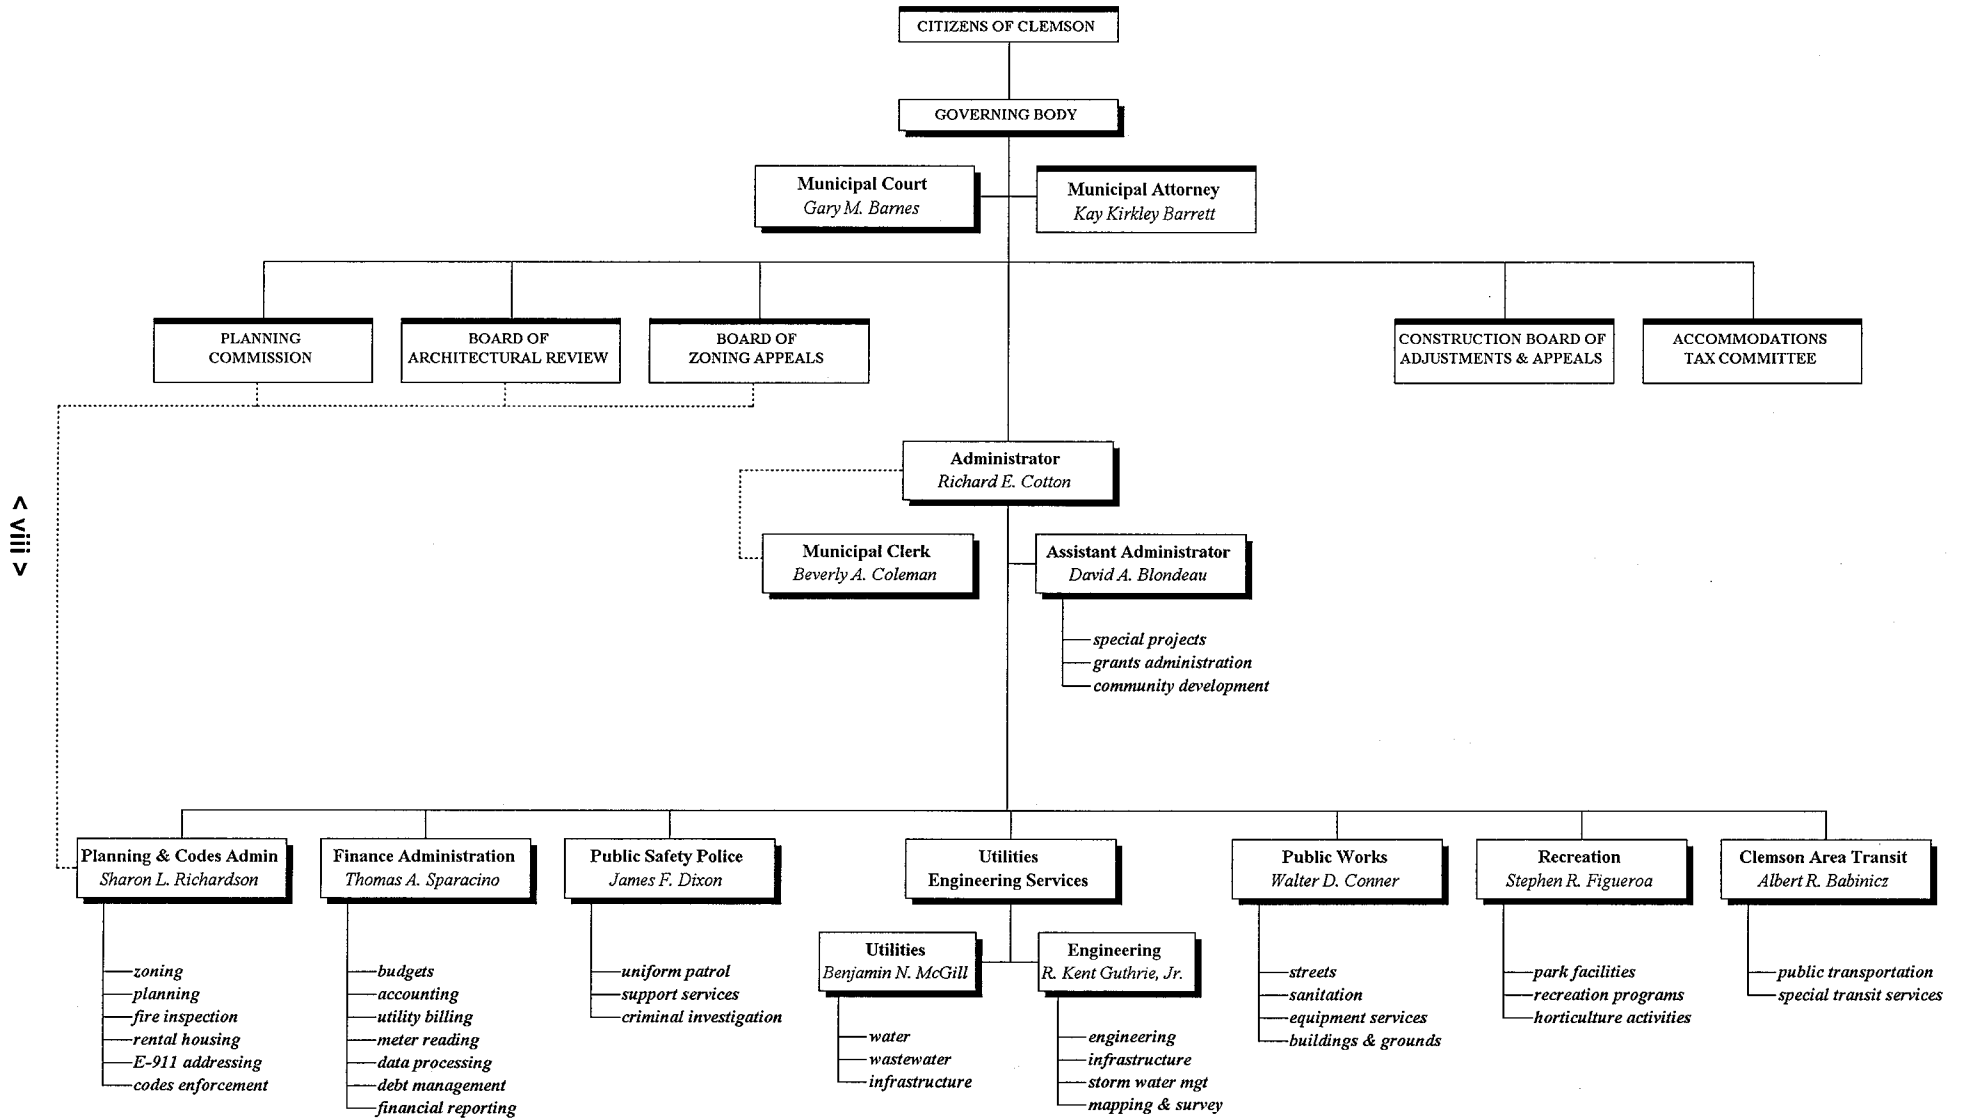 CITIZENS OF CLEMSON
GOVERNING BODY
Municipal Court
Gary M. Barnes
Municipal Attorney
Kay Kirkley Barrett
PLANNING
COMMISSION
BOARD OF
ARCHITECTURAL REVIEW
BOARD OF
ZONING APPEALS
CONSTRUCTION BOARD OF
ADJUSTMENTS & APPEALS
ACCOMMODATIONS
TAX COMMITTEE
Administrator
Richard E. Cotton
Municipal Clerk
Beverly A. Coleman
Assistant Administrator
David A. Blondeau
special projects
grants administration
community development
< viii >
Planning & Codes Admin
Sharon L. Richardson
zoning
planning
fire inspection
rental housing
E-911 addressing
codes enforcement
Finance Administration
Thomas A. Sparacino
budgets
accounting
utility billing
meter reading
data processing
debt management
financial reporting
Public Safety Police
James F. Dixon
uniform patrol
support services
criminal investigation
Utilities
Engineering Services
Utilities
Benjamin N. McGill
water
wastewater
infrastructure
Engineering
R. Kent Guthrie, Jr.
engineering
infrastructure
storm water mgt
mapping & survey
Public Works
Walter D. Conner
streets
sanitation
equipment services
buildings & grounds
Recreation
Stephen R. Figueroa
park facilities
recreation programs
horticulture activities
Clemson Area Transit
Albert R. Babinicz
public transportation
special transit services